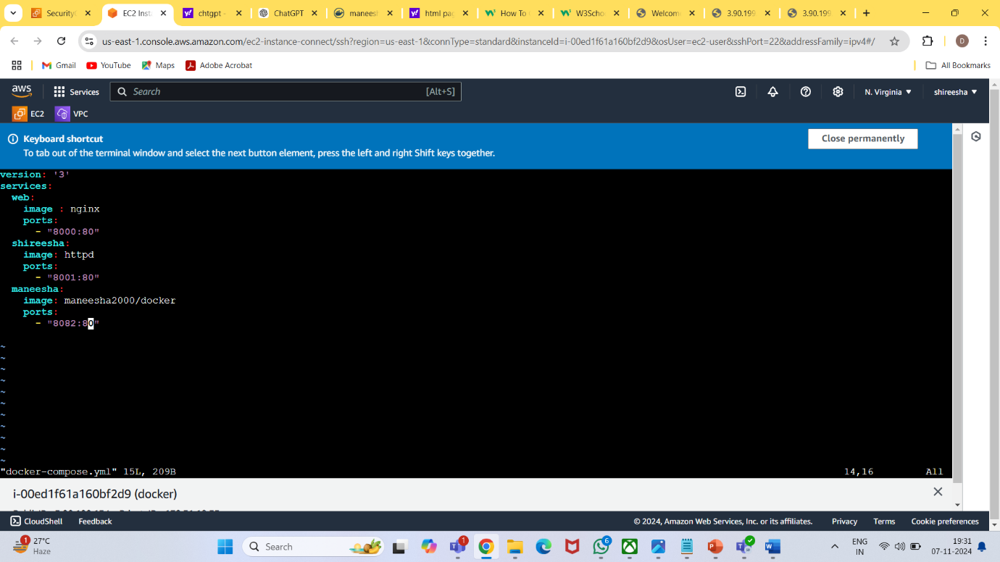 SecurityG
EC2 Inst
chtgpt -
ChatGPT
maneesh
html pag
How To
W3Scho
Welcome
3.90.199
3.90.199
us-east-1.console.aws.amazon.com/ec2-instance-connect/ssh?region=us-east-1&connType=standard&instanceId=i-00ed1f61a160bf2d9&osUser=ec2-user&sshPort=22&addressFamily=ipv4#/
D
Gmail
YouTube
Maps
Adobe Acrobat
All Bookmarks
aws
Services
Search
[Alt+S]
N. Virginia
shireesha
EC2
VPC
Keyboard shortcut
To tab out of the terminal window and select the next button element, press the left and right Shift keys together.
Close permanently
version: '3'
services:
  web:
    image : nginx
    ports:
      - "8000:80"
  shireesha:
    image: httpd
    ports:
      - "8001:80"
  maneesha:
    image: maneesha2000/docker
    ports:
      - "8082:80"
~
~
~
~
~
~
~
~
~
~
~
"docker-compose.yml" 15L, 209B
14,16
All
i-00ed1f61a160bf2d9 (docker)
CloudShell
Feedback
© 2024, Amazon Web Services, Inc. or its affiliates.
Privacy
Terms
Cookie preferences
1
27°C
Haze
Search
1
6
ENG
IN
19:31
07-11-2024